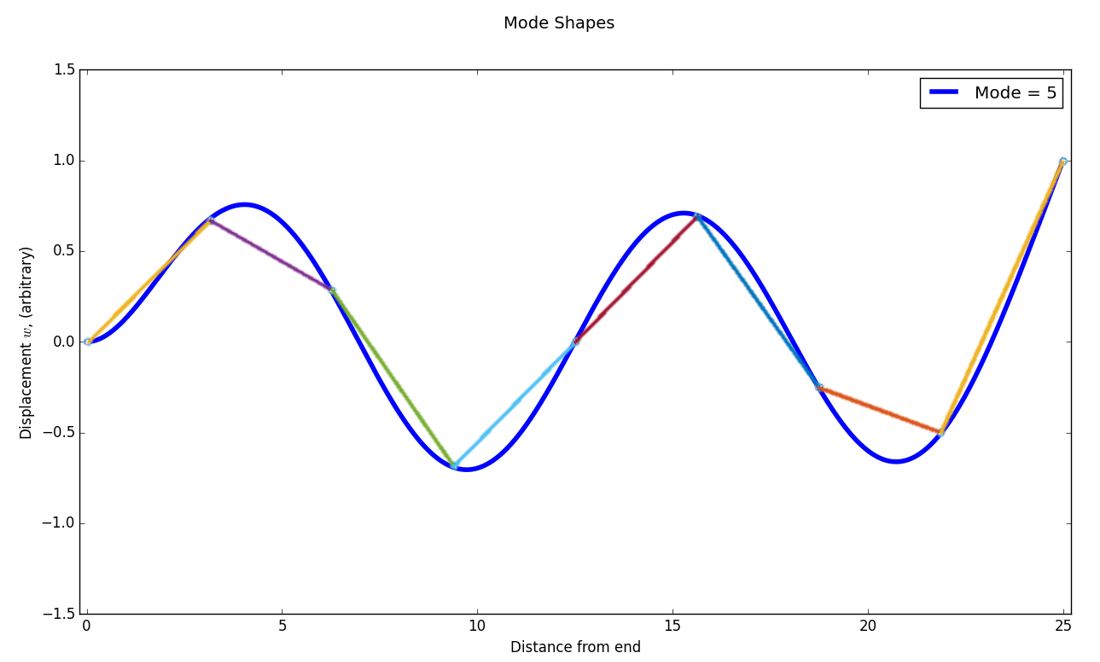 Mode Shapes
Mode = 5
1.5
1.0
0.5
0.0
−0.5
−1.0
−1.5
Displacement w, (arbitrary)
0 5 10 15 20 25
Distance from end